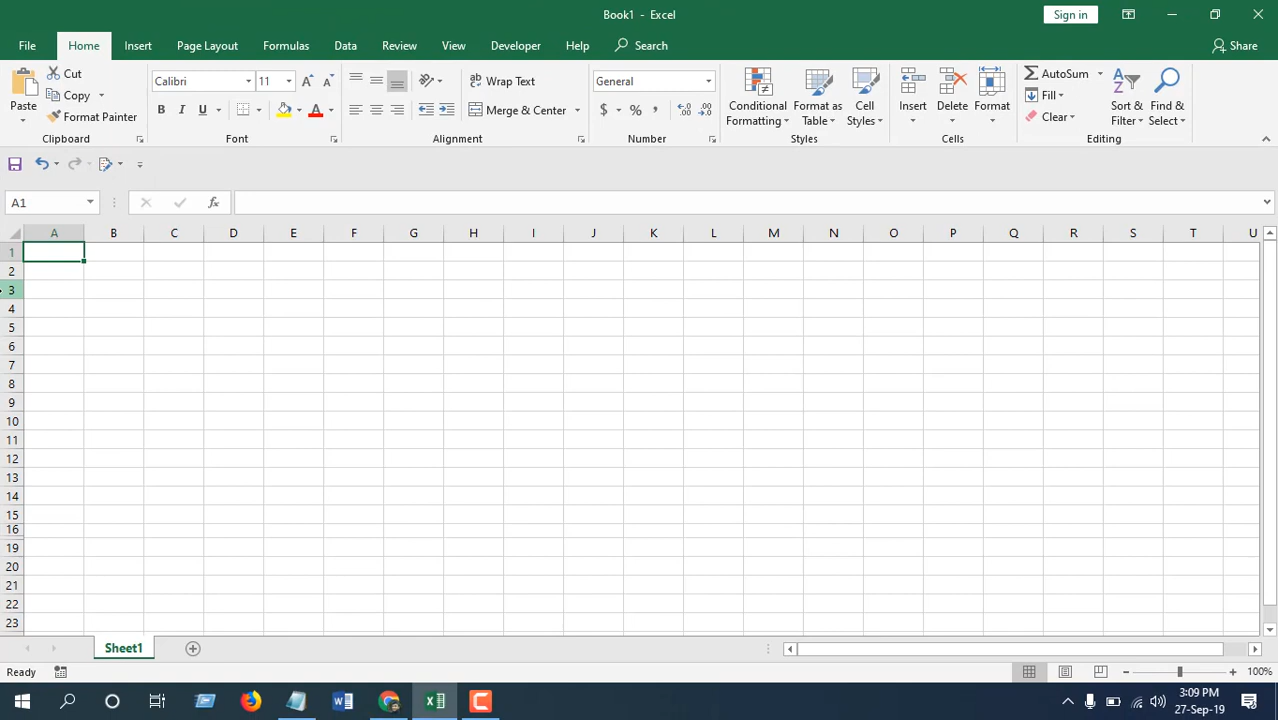 Book1 - Excel
Sign in
File Home Insert Page Layout Formulas Data Review View Developer Help Search Share
Paste
Cut
Copy
Format Painter
Clipboard
Calibri 11
B I U A
Font
Wrap Text
Merge & Center
Alignment
General
$ % ,
Number
Conditional Formatting
Format as Table
Cell Styles
Styles
Insert Delete Format
Cells
AutoSum
Fill
Clear
Sort & Filter
Find & Select
Editing
A1 fx
A B C D E F G H I J K L M N O P Q R S T U
1
2
3
4
5
6
7
8
9
10
11
12
13
14
15
16
19
20
21
22
23
Sheet1
Ready 100%
3:09 PM
27-Sep-19